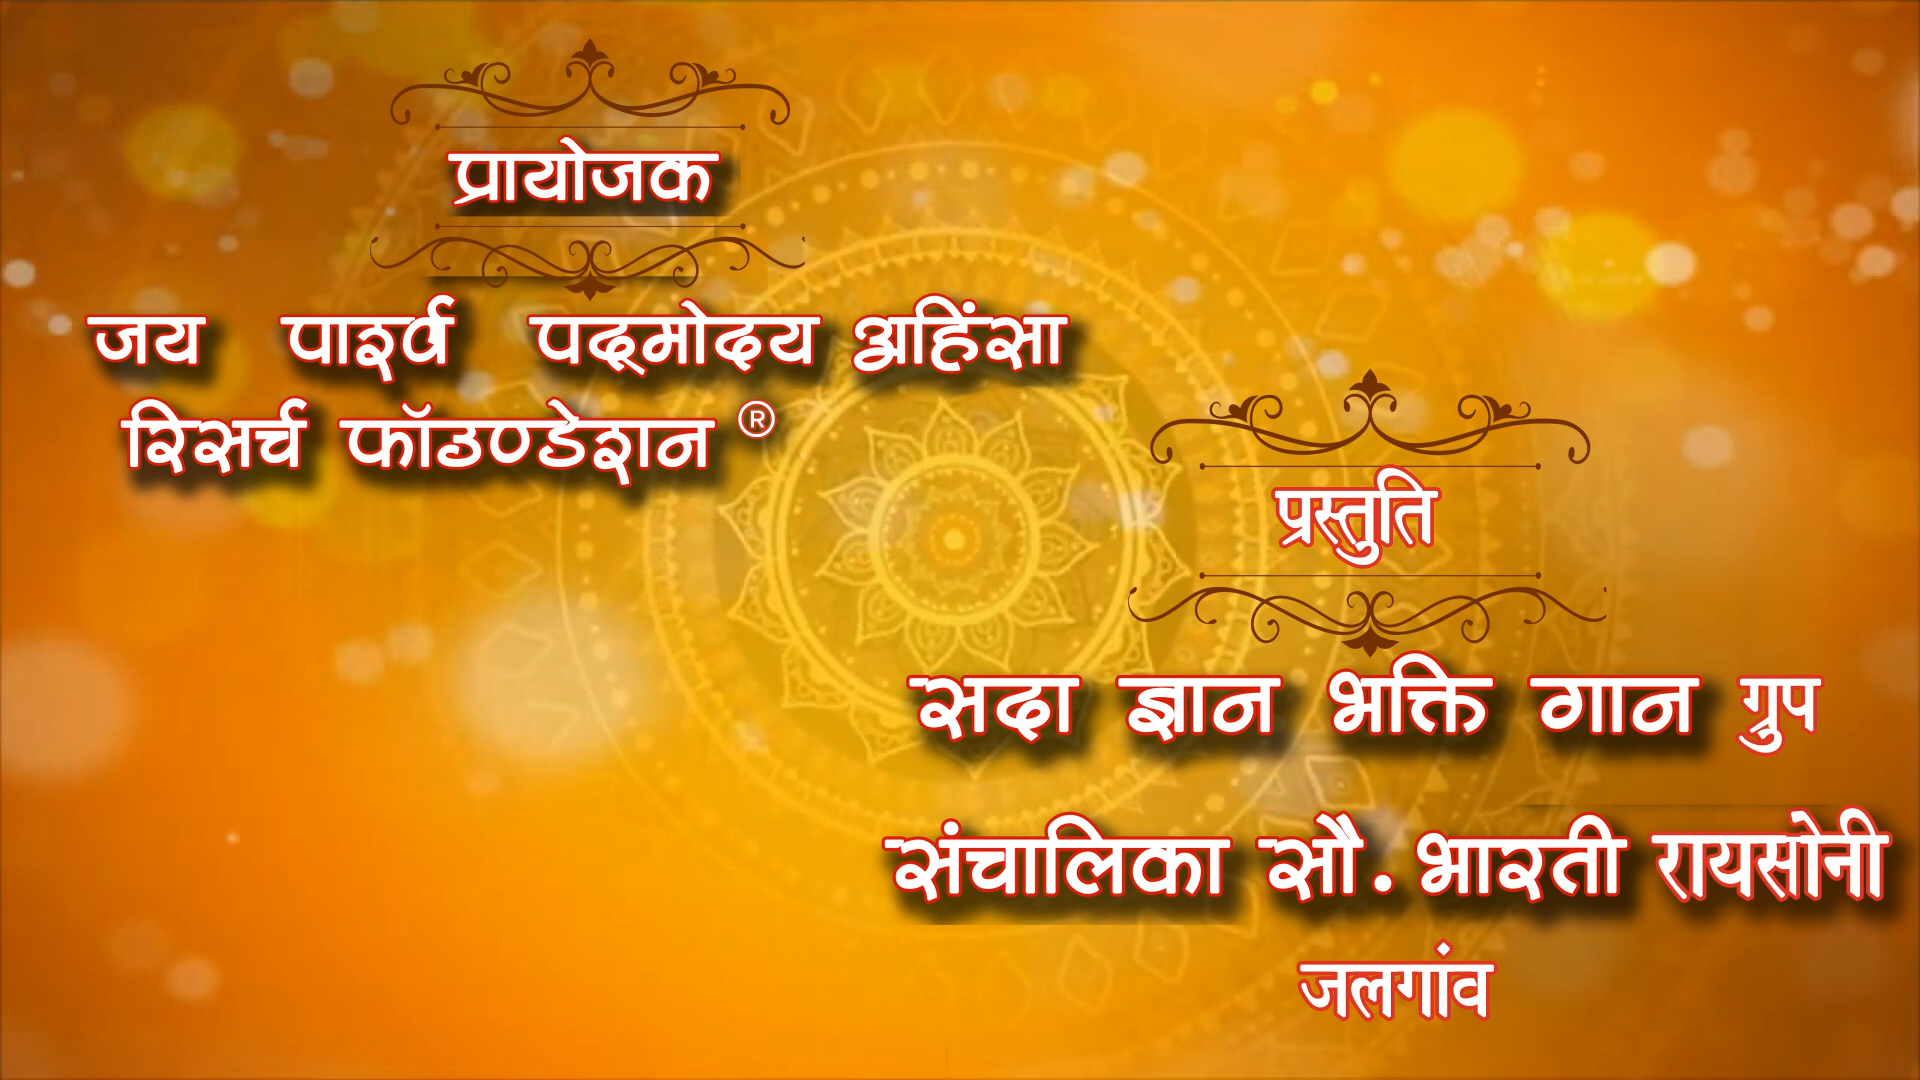 प्रायोजक
जय पार्श्व पद्मोदय अहिंसा
रिसर्च फॉउण्डेशन ®
प्रस्तुति
सदा ज्ञान भक्ति गान ग्रुप
संचालिका सौ. भारती रायसोनी
जलगांव